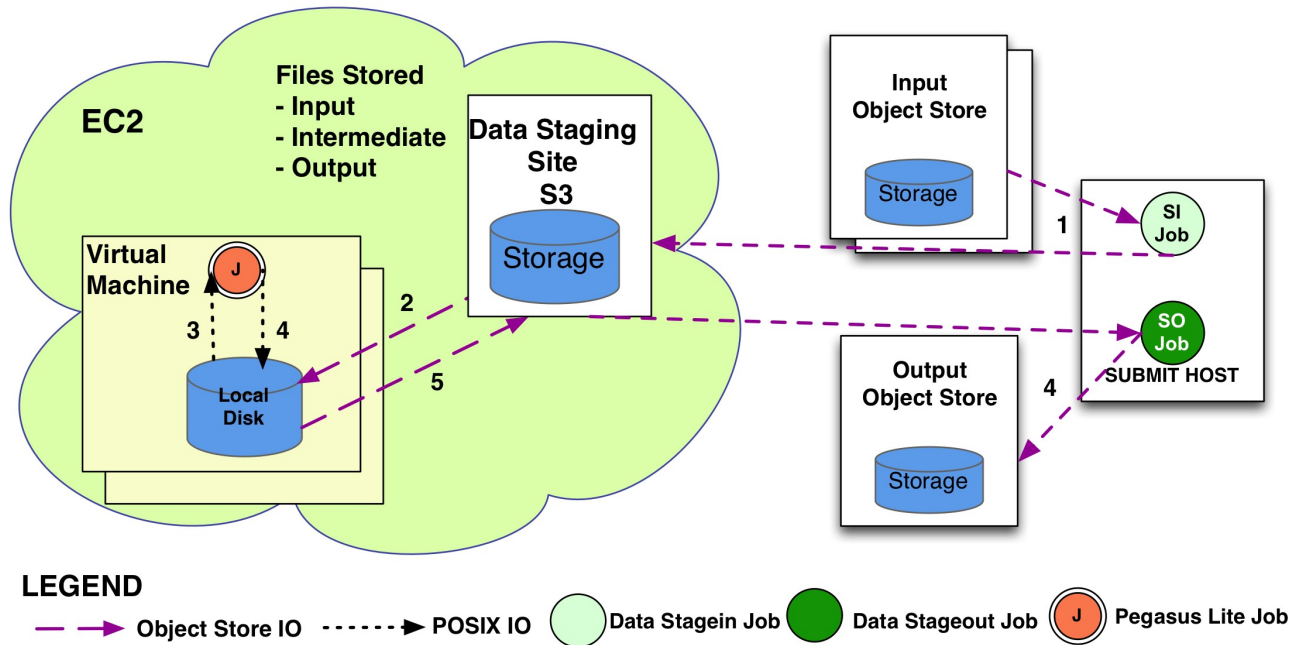 EC2
Files Stored
- Input
- Intermediate
- Output
Data Staging
Site
S3
Storage
Virtual
Machine
J
3
4
Local
Disk
2
5
Input
Object Store
Storage
1
SI
Job
SO
Job
SUBMIT HOST
4
Output
Object Store
Storage
LEGEND
Object Store IO
POSIX IO
Data Stagein Job
Data Stageout Job
J
Pegasus Lite Job